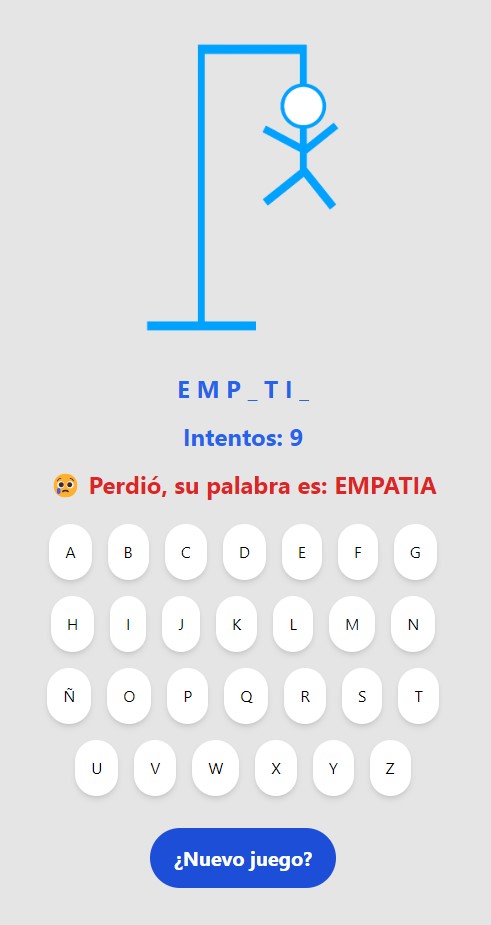 E M P _ T I _
Intentos: 9
😢 Perdió, su palabra es: EMPATIA
A B C D E F G
H I J K L M N
Ñ O P Q R S T
U V W X Y Z
¿Nuevo juego?